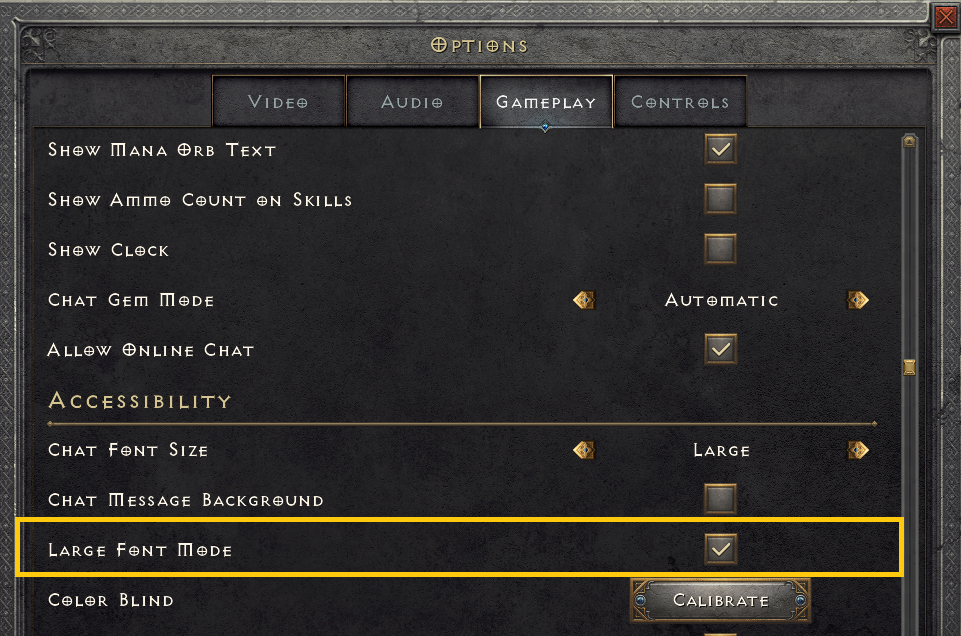 Options
Video Audio Gameplay Controls
Show Mana Orb Text
Show Ammo Count on Skills
Show Clock
Chat Gem Mode Automatic
Allow Online Chat
Accessibility
Chat Font Size Large
Chat Message Background
Large Font Mode
Color Blind Calibrate